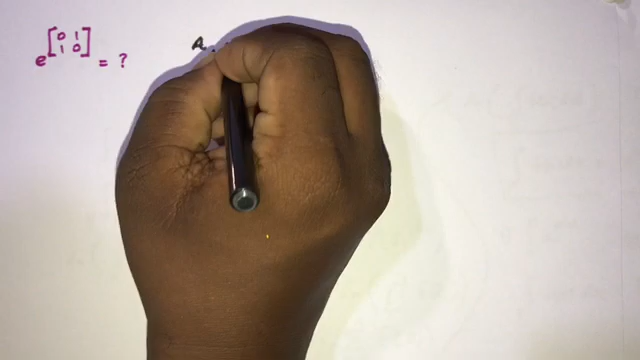 e^[0 1
1 0] = ?